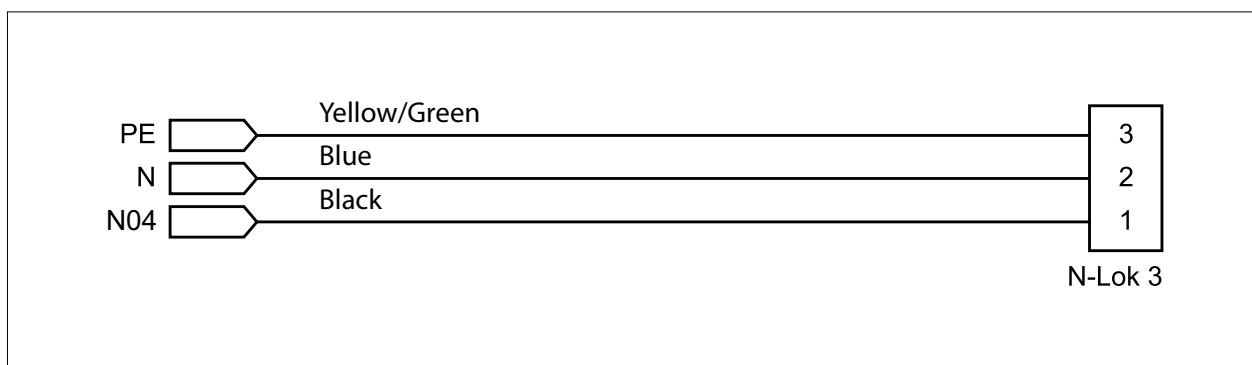 Yellow/Green
PE 3
Blue
N 2
Black
N04 1
N-Lok 3